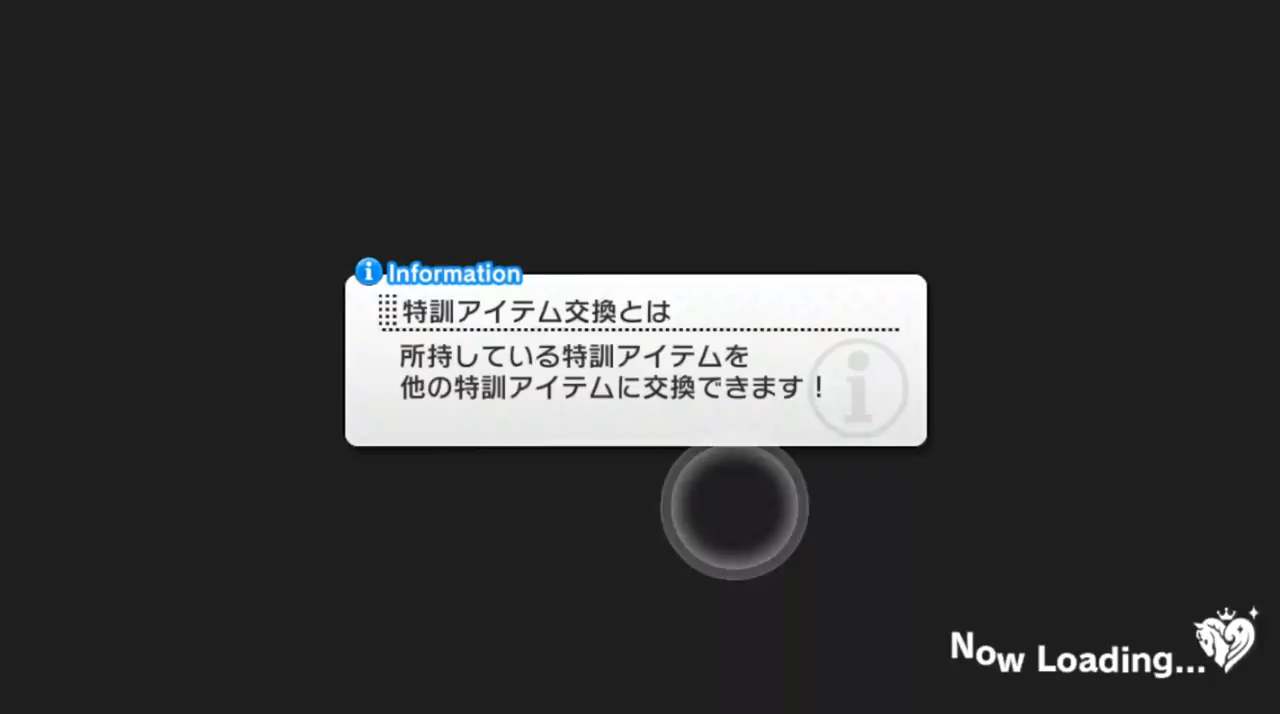 Information
特訓アイテム交換とは
所持している特訓アイテムを
他の特訓アイテムに交換できます！
Now Loading...